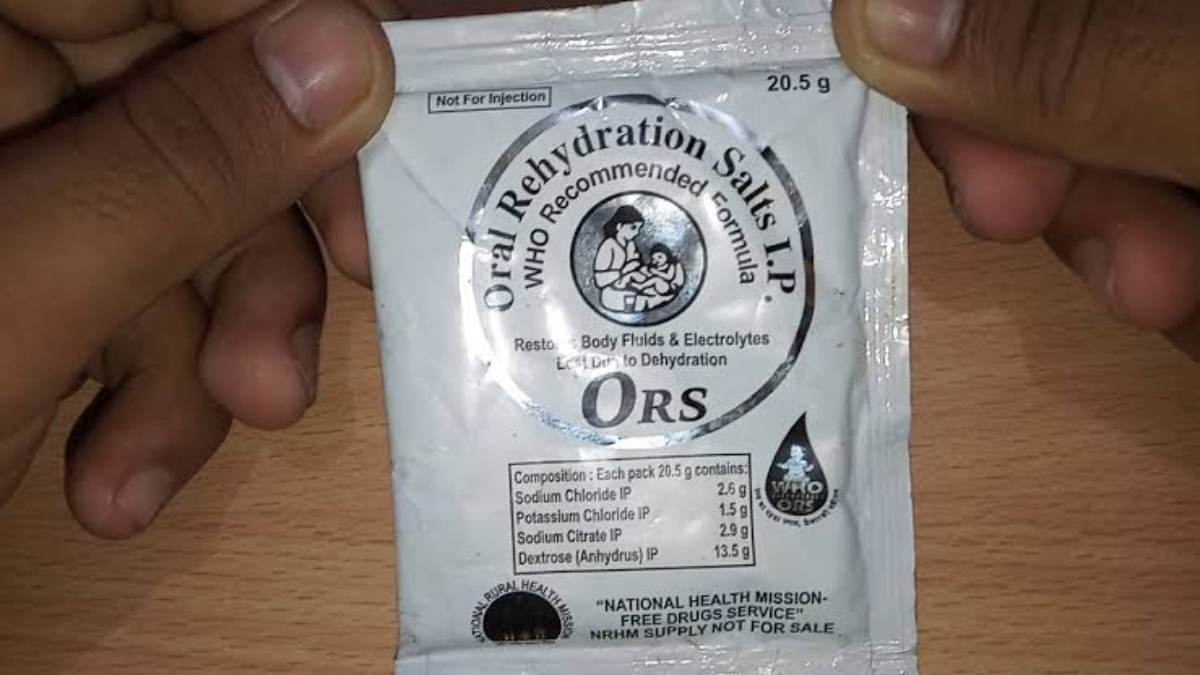 Not For Injection
20.5 g
Oral Rehydration Salts I.P.
WHO Recommended Formula
Body Fluids & Electrolytes
to Dehydration
ORS
Composition : Each pack 20.5 g contains:
Sodium Chloride IP 2.6 g
Potassium Chloride IP 1.5 g
Sodium Citrate IP 2.9 g
Dextrose (Anhydrus) IP 13.5 g
WHO
ORS
RURAL HEALTH MISSION
"NATIONAL HEALTH MISSION-
FREE DRUGS SERVICE"
NRHM SUPPLY NOT FOR SALE